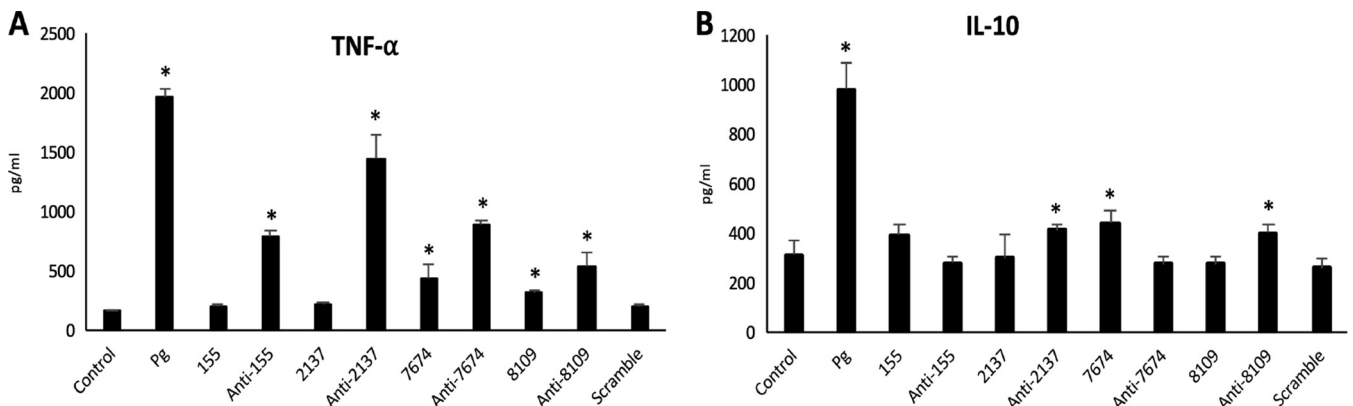 A
TNF-α
2500
2000
1500
1000
500
0
pg/ml
*
*
*
*
*
*
*
Control
Pg
155
Anti-155
2137
Anti-2137
7674
Anti-7674
8109
Anti-8109
Scramble
B
IL-10
1200
1000
800
600
400
200
0
pg/ml
*
*
*
*
Control
Pg
155
Anti-155
2137
Anti-2137
7674
Anti-7674
8109
Anti-8109
Scramble